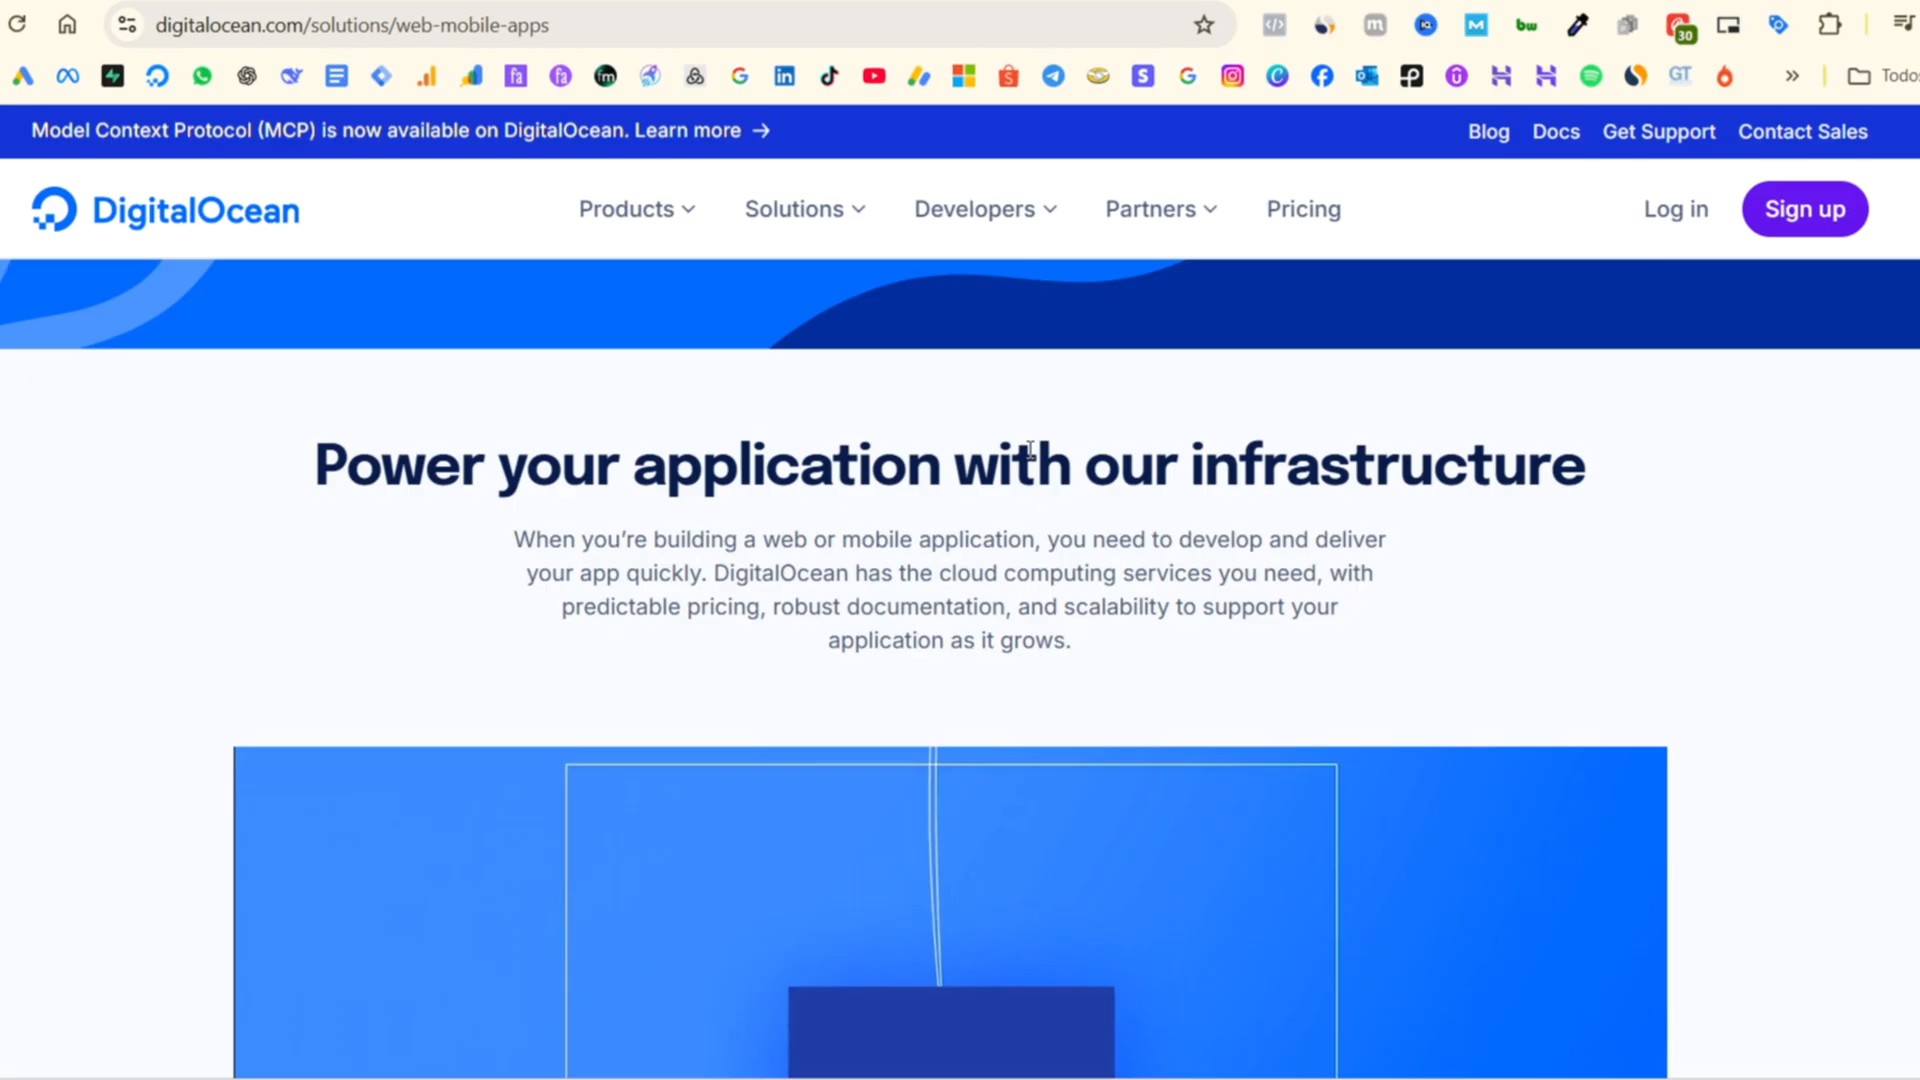 digitalocean.com/solutions/web-mobile-apps
30
Model Context Protocol (MCP) is now available on DigitalOcean. Learn more →
Blog Docs Get Support Contact Sales
DigitalOcean
Products Solutions Developers Partners Pricing
Log in Sign up
Power your application with our infrastructure
When you’re building a web or mobile application, you need to develop and deliver
your app quickly. DigitalOcean has the cloud computing services you need, with
predictable pricing, robust documentation, and scalability to support your
application as it grows.